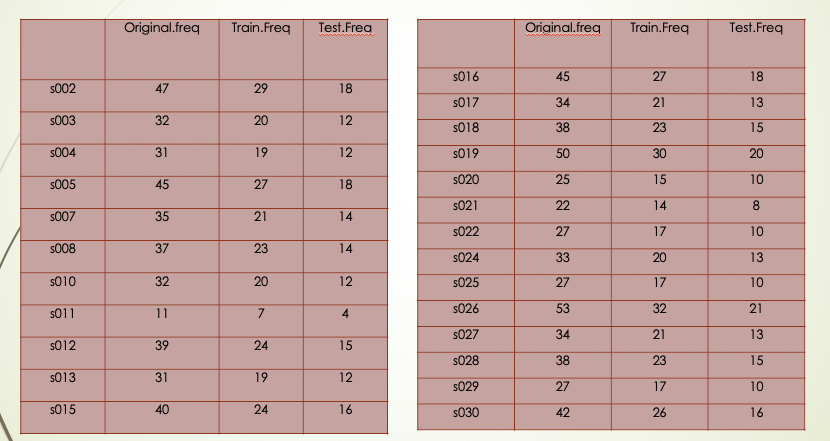 Original.freq Train.Freq Test.Freq
s002 47 29 18
s003 32 20 12
s004 31 19 12
s005 45 27 18
s007 35 21 14
s008 37 23 14
s010 32 20 12
s011 11 7 4
s012 39 24 15
s013 31 19 12
s015 40 24 16
Original.freq Train.Freq Test.Freq
s016 45 27 18
s017 34 21 13
s018 38 23 15
s019 50 30 20
s020 25 15 10
s021 22 14 8
s022 27 17 10
s024 33 20 13
s025 27 17 10
s026 53 32 21
s027 34 21 13
s028 38 23 15
s029 27 17 10
s030 42 26 16